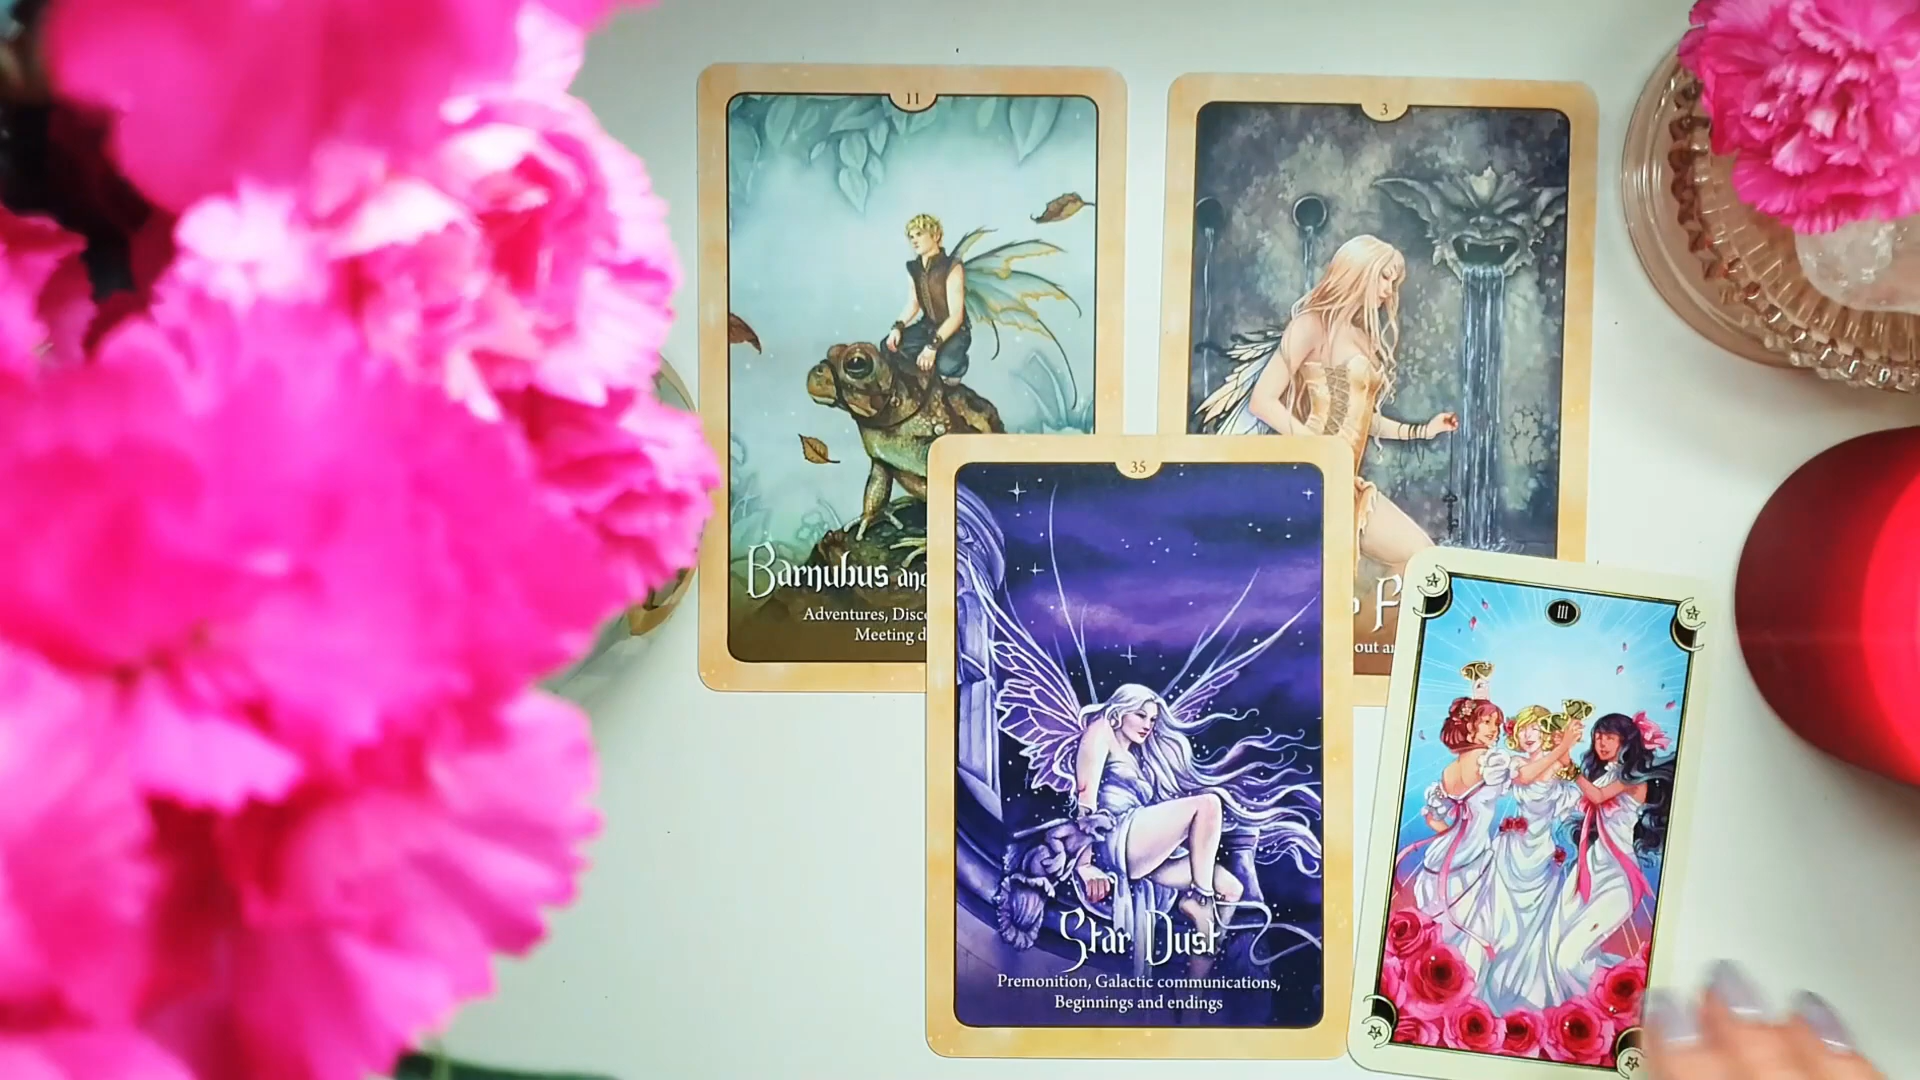 11
Barnubus and
Adventures, Disc
Meeting d
3
out
35
Star Dust
Premonition, Galactic communications,
Beginnings and endings
III